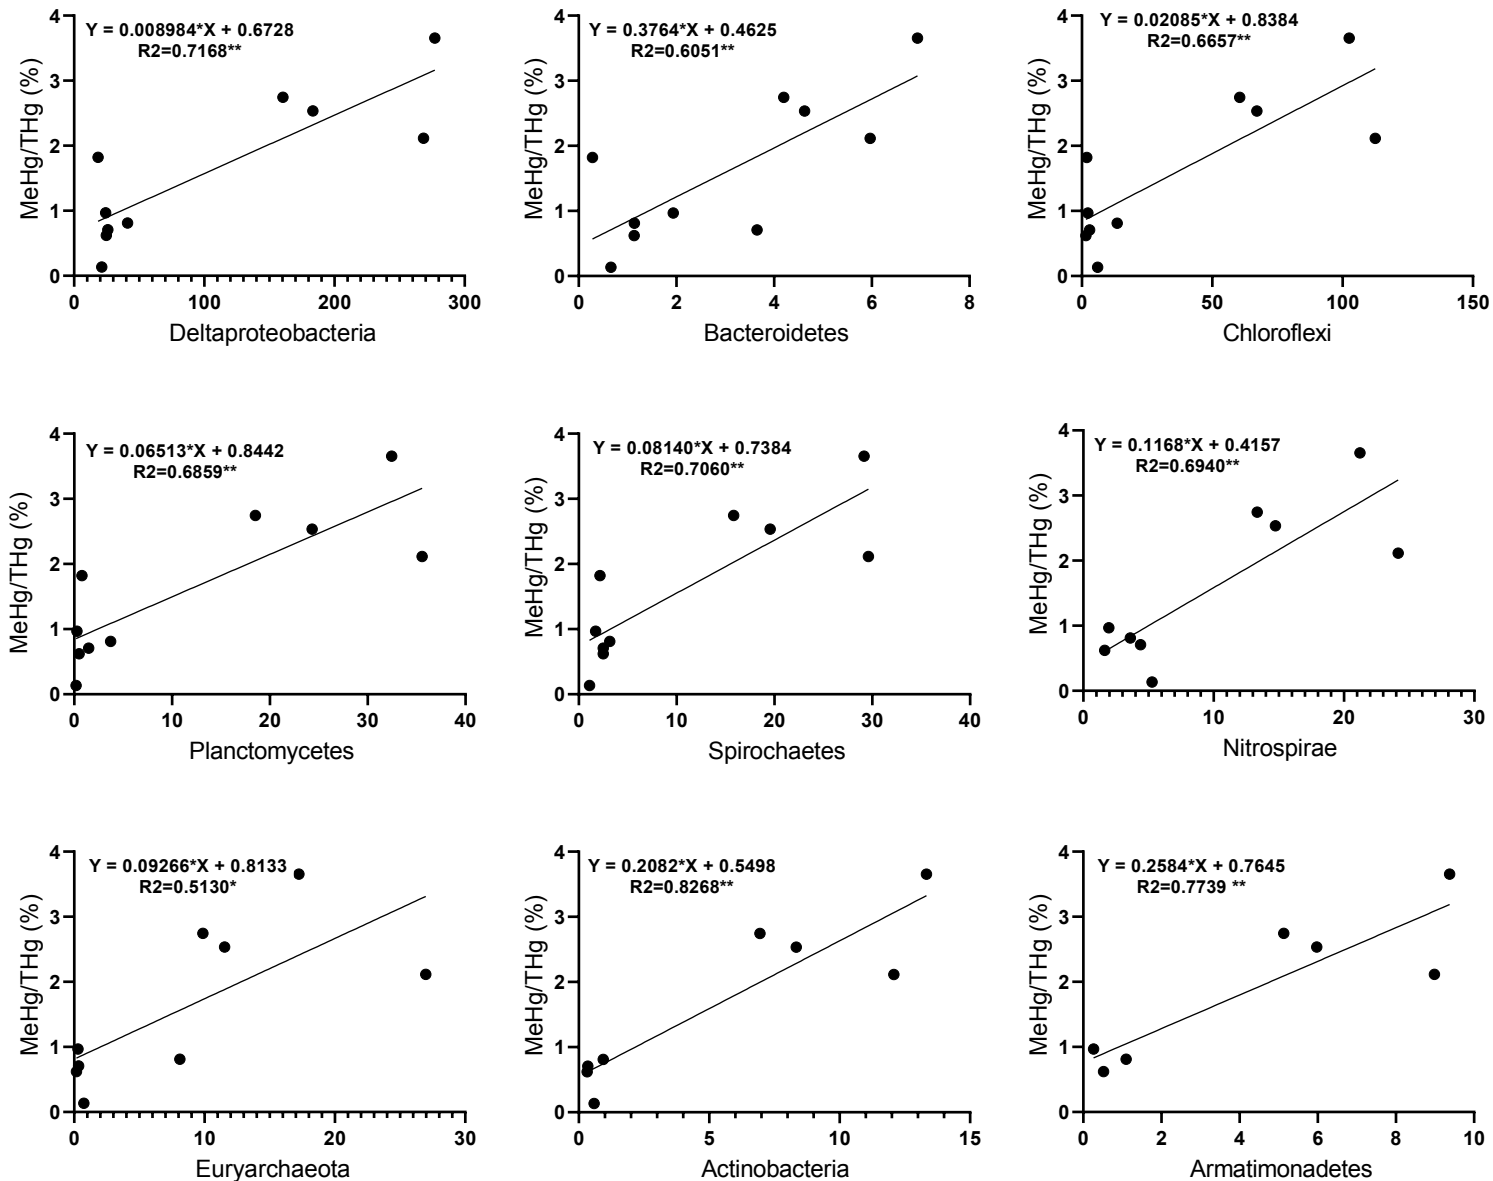 Y = 0.008984*X + 0.6728
R2=0.7168**
MeHg/THg (%)
4
3
2
1
0
0 100 200 300
Deltaproteobacteria
Y = 0.3764*X + 0.4625
R2=0.6051**
MeHg/THg (%)
4
3
2
1
0
0 2 4 6 8
Bacteroidetes
Y = 0.02085*X + 0.8384
R2=0.6657**
MeHg/THg (%)
4
3
2
1
0
0 50 100 150
Chloroflexi
Y = 0.06513*X + 0.8442
R2=0.6859**
MeHg/THg (%)
4
3
2
1
0
0 10 20 30 40
Planctomycetes
Y = 0.08140*X + 0.7384
R2=0.7060**
MeHg/THg (%)
4
3
2
1
0
0 10 20 30 40
Spirochaetes
Y = 0.1168*X + 0.4157
R2=0.6940**
MeHg/THg (%)
4
3
2
1
0
0 10 20 30
Nitrospirae
Y = 0.09266*X + 0.8133
R2=0.5130*
MeHg/THg (%)
4
3
2
1
0
0 10 20 30
Euryarchaeota
Y = 0.2082*X + 0.5498
R2=0.8268**
MeHg/THg (%)
4
3
2
1
0
0 5 10 15
Actinobacteria
Y = 0.2584*X + 0.7645
R2=0.7739 **
MeHg/THg (%)
4
3
2
1
0
0 2 4 6 8 10
Armatimonadetes